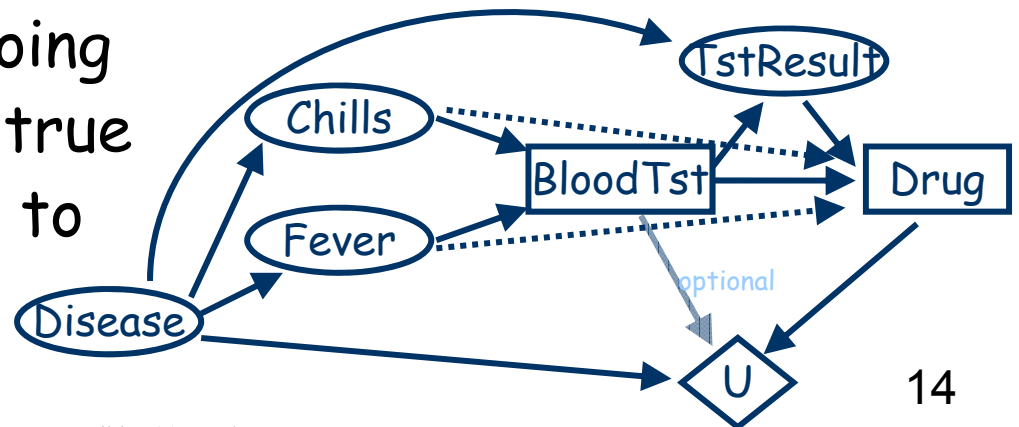 oing
true
to
TstResult
Chills
BloodTst
Drug
Fever
optional
Disease
U
14